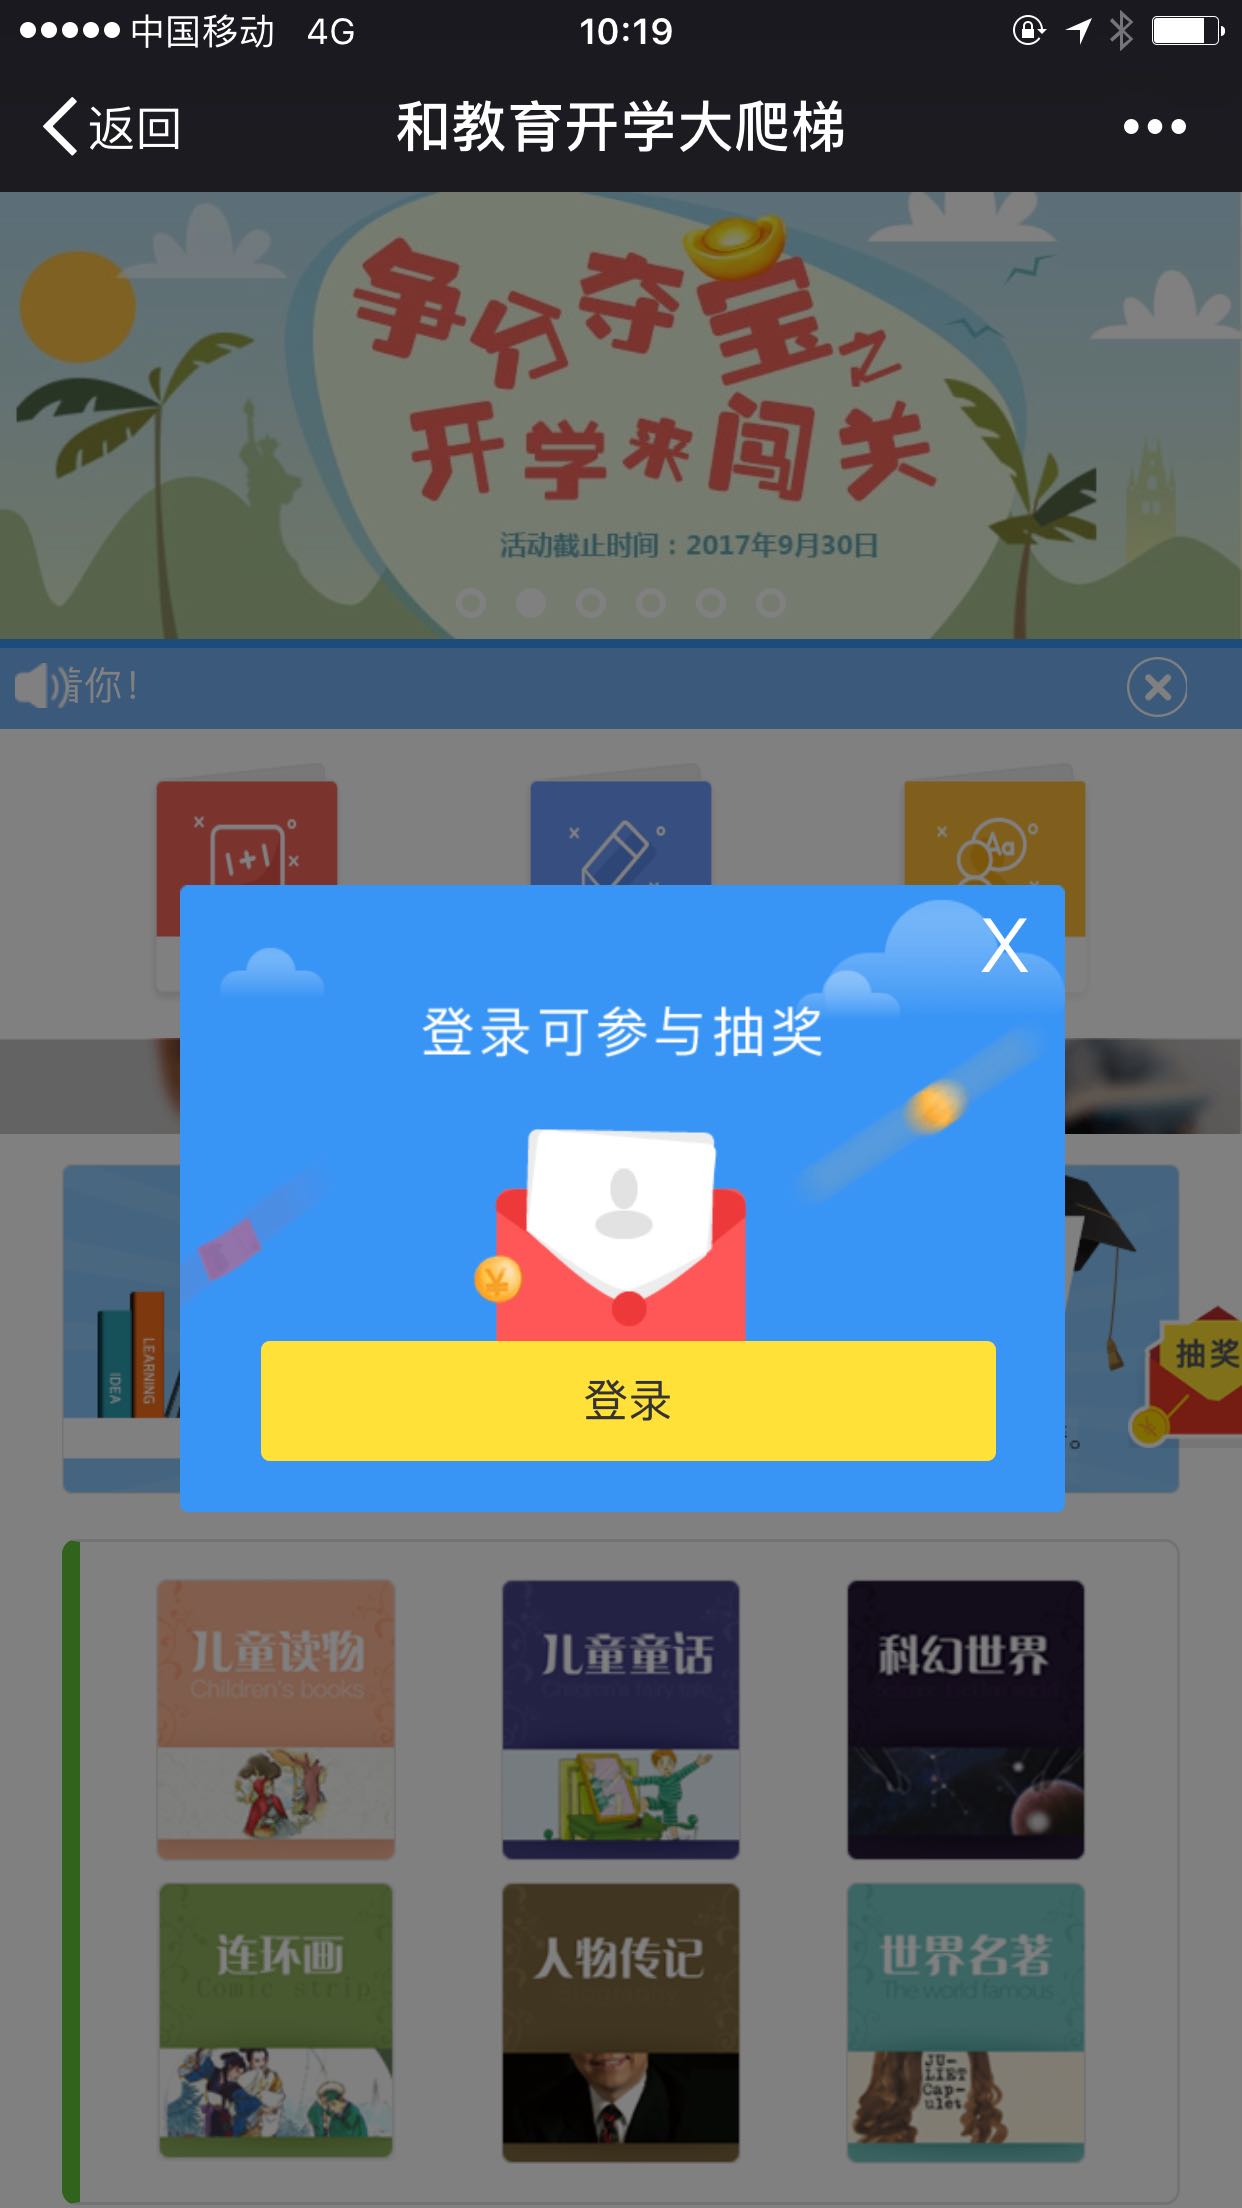 中国移动 4G 10:19
返回 和教育开学大爬梯
争分夺宝
开学来闯关
活动截止时间：2017年9月30日
你！
1+1
Aa
X
登录可参与抽奖
IDEA
LEARNING
抽奖
登录
儿童读物 儿童童话 科幻世界
Children's books Children's fairy tale
连环画 人物传记 世界名著
Comic strip The world famous
JU-
LIET
Cap-
ulet